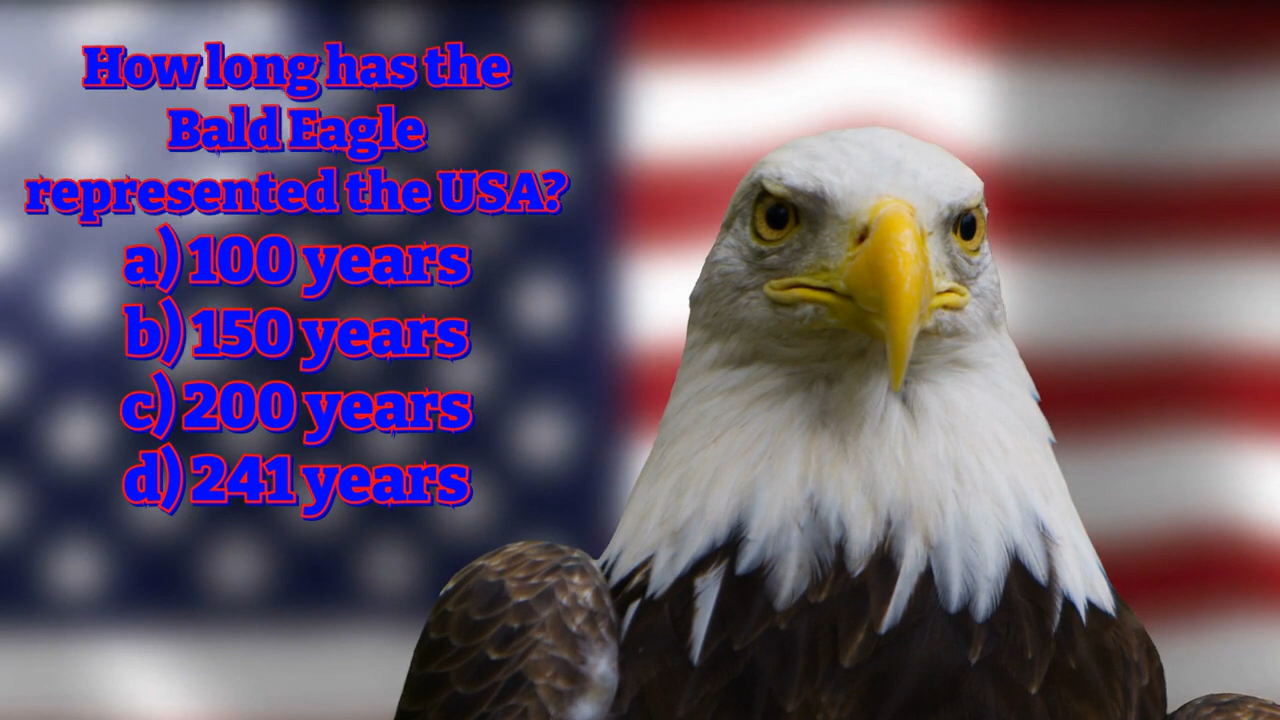 How long has the
Bald Eagle
represented the USA?
a) 100 years
b) 150 years
c) 200 years
d) 241 years